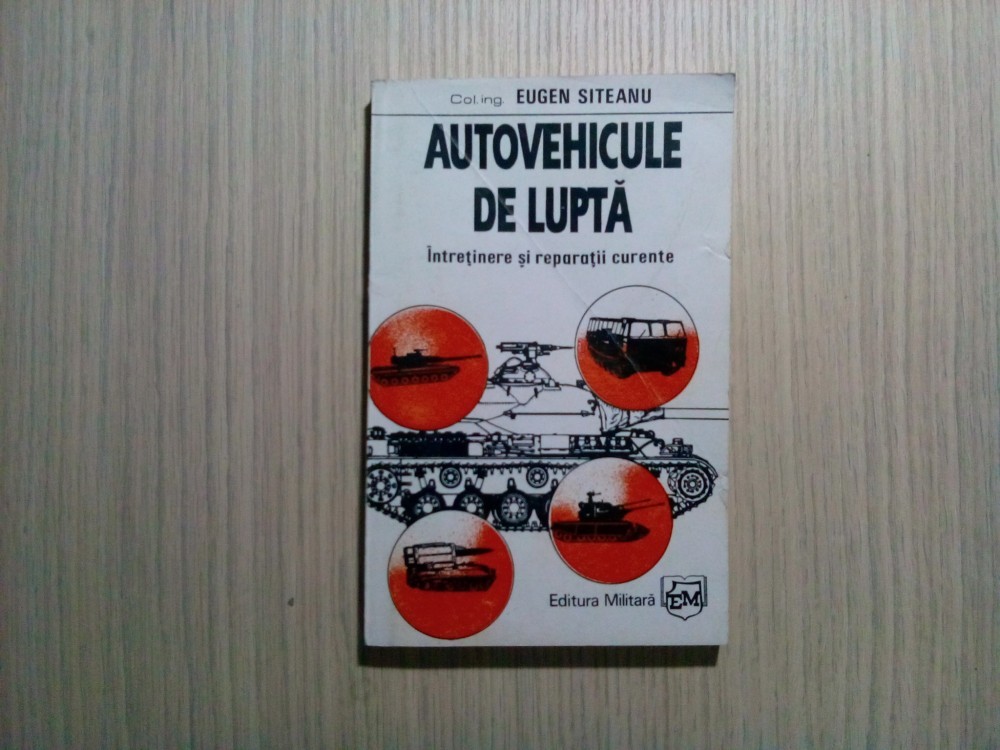 Col. ing. EUGEN SITEANU
AUTOVEHICULE
DE LUPTĂ
Întreţinere şi reparaţii curente
Editura Militară EM